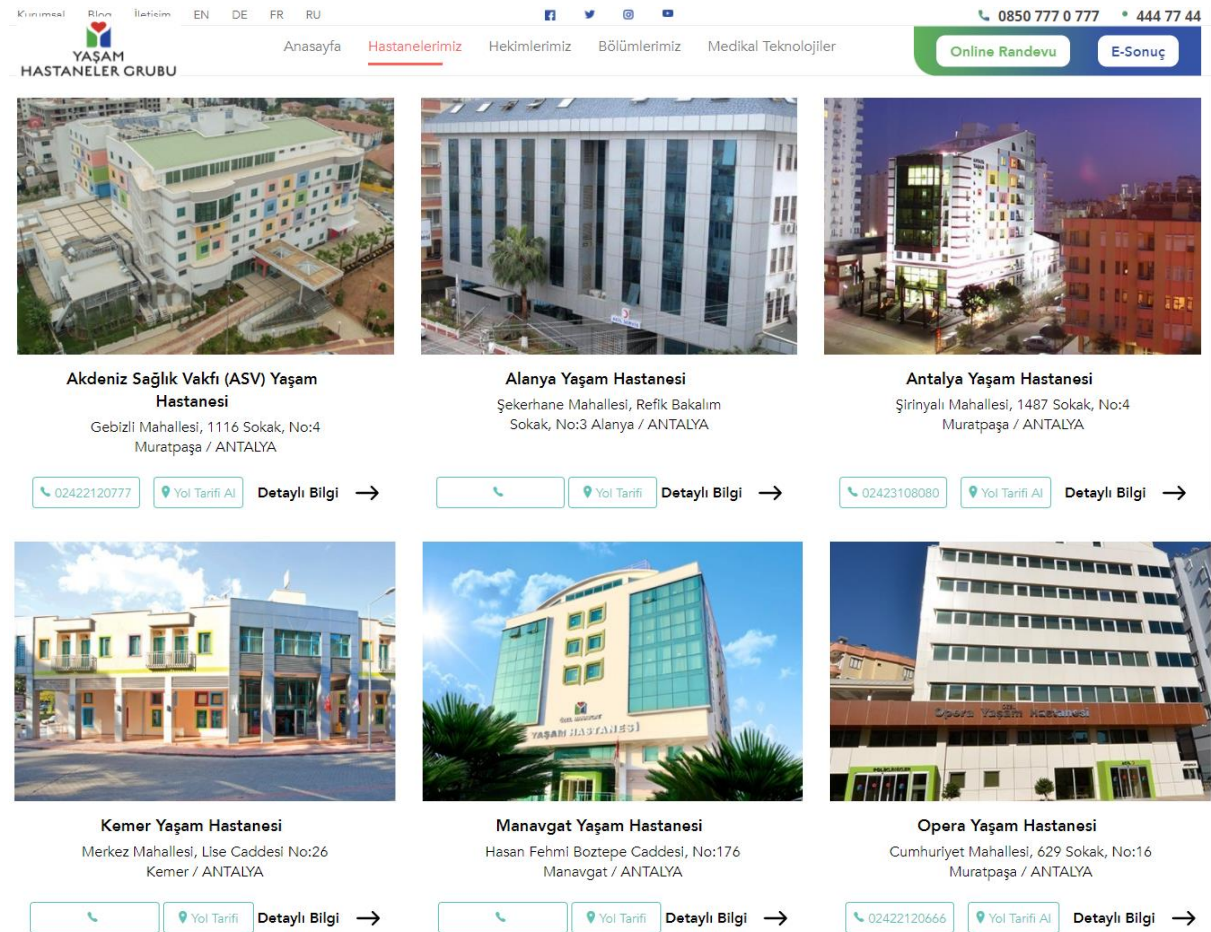 Kurumsal Blog İletişim EN DE FR RU
0850 777 0 777 444 77 44
YAŞAM
HASTANELER GRUBU
Anasayfa Hastanelerimiz Hekimlerimiz Bölümlerimiz Medikal Teknolojiler
Online Randevu E-Sonuç
Akdeniz Sağlık Vakfı (ASV) Yaşam
Hastanesi
Gebizli Mahallesi, 1116 Sokak, No:4
Muratpaşa / ANTALYA
02422120777 Yol Tarifi Al Detaylı Bilgi
Alanya Yaşam Hastanesi
Şekerhane Mahallesi, Refik Bakalım
Sokak, No:3 Alanya / ANTALYA
Yol Tarifi Detaylı Bilgi
Antalya Yaşam Hastanesi
Şirinyalı Mahallesi, 1487 Sokak, No:4
Muratpaşa / ANTALYA
02423108080 Yol Tarifi Al Detaylı Bilgi
Kemer Yaşam Hastanesi
Merkez Mahallesi, Lise Caddesi No:26
Kemer / ANTALYA
Yol Tarifi Detaylı Bilgi
YAŞAM HASTANESİ
Manavgat Yaşam Hastanesi
Hasan Fehmi Boztepe Caddesi, No:176
Manavgat / ANTALYA
Yol Tarifi Detaylı Bilgi
Opera Yaşam Hastanesi
Opera Yaşam Hastanesi
Cumhuriyet Mahallesi, 629 Sokak, No:16
Muratpaşa / ANTALYA
02422120666 Yol Tarifi Al Detaylı Bilgi